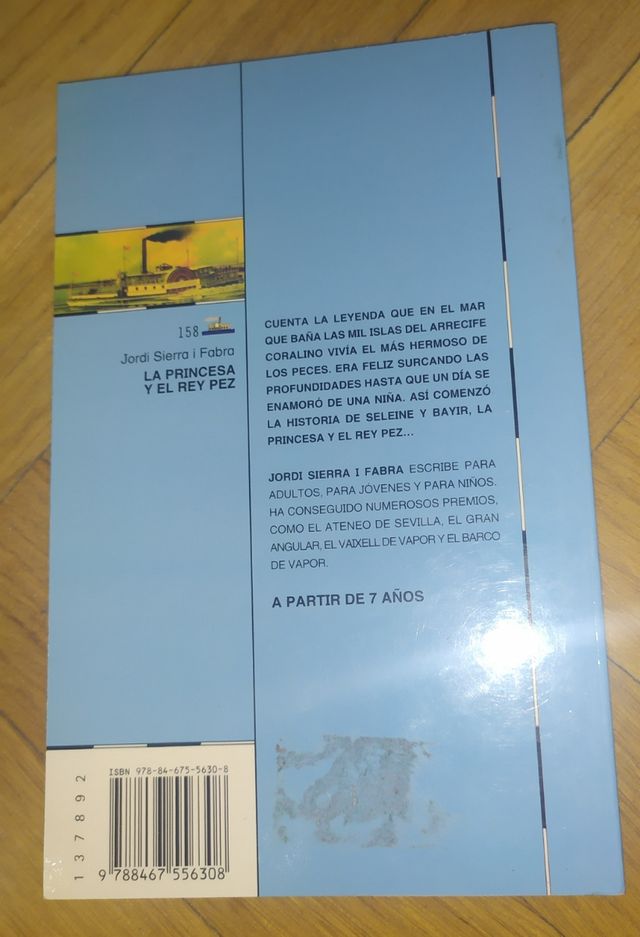 158
Jordi Sierra i Fabra
LA PRINCESA
Y EL REY PEZ
CUENTA LA LEYENDA QUE EN EL MAR
QUE BAÑA LAS MIL ISLAS DEL ARRECIFE
CORALINO VIVÍA EL MÁS HERMOSO DE
LOS PECES. ERA FELIZ SURCANDO LAS
PROFUNDIDADES HASTA QUE UN DÍA SE
ENAMORÓ DE UNA NIÑA. ASÍ COMENZÓ
LA HISTORIA DE SELEINE Y BAYIR, LA
PRINCESA Y EL REY PEZ...
JORDI SIERRA I FABRA ESCRIBE PARA
ADULTOS, PARA JÓVENES Y PARA NIÑOS.
HA CONSEGUIDO NUMEROSOS PREMIOS,
COMO EL ATENEO DE SEVILLA, EL GRAN
ANGULAR, EL VAIXELL DE VAPOR Y EL BARCO
DE VAPOR.
A PARTIR DE 7 AÑOS
137892
ISBN 978-84-675-5630-8
9 788467 556308